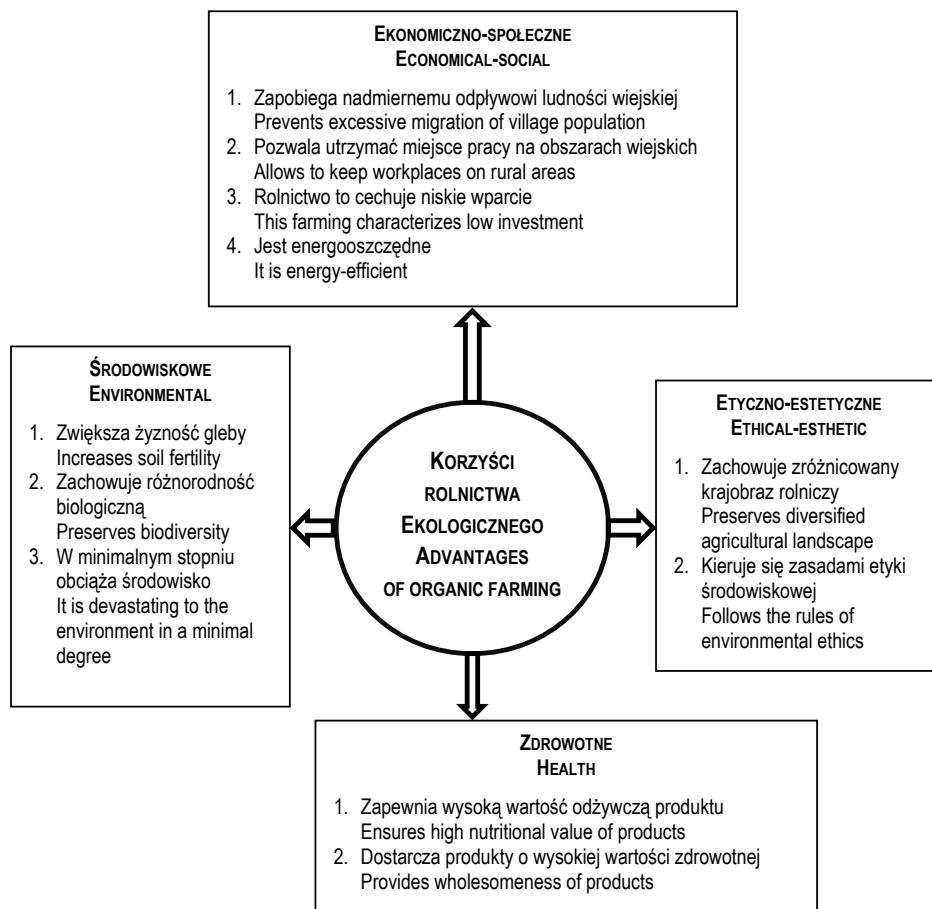 EKONOMICZNO-SPOŁECZNE
ECONOMICAL-SOCIAL
1. Zapobiega nadmiernemu odpływowi ludności wiejskiej
Prevents excessive migration of village population
2. Pozwala utrzymać miejsce pracy na obszarach wiejskich
Allows to keep workplaces on rural areas
3. Rolnictwo to cechuje niskie wparcie
This farming characterizes low investment
4. Jest energooszczędne
It is energy-efficient
ŚRODOWISKOWE
ENVIRONMENTAL
1. Zwiększa żyzność gleby
Increases soil fertility
2. Zachowuje różnorodność
biologiczną
Preserves biodiversity
3. W minimalnym stopniu
obciąża środowisko
It is devastating to the
environment in a minimal
degree
KORZYŚCI
ROLNICTWA
EKOLOGICZNEGO
ADVANTAGES
OF ORGANIC FARMING
ETYCZNO-ESTETYCZNE
ETHICAL-ESTHETIC
1. Zachowuje zróżnicowany
krajobraz rolniczy
Preserves diversified
agricultural landscape
2. Kieruje się zasadami etyki
środowiskowej
Follows the rules of
environmental ethics
ZDROWOTNE
HEALTH
1. Zapewnia wysoką wartość odżywczą produktu
Ensures high nutritional value of products
2. Dostarcza produkty o wysokiej wartości zdrowotnej
Provides wholesomeness of products